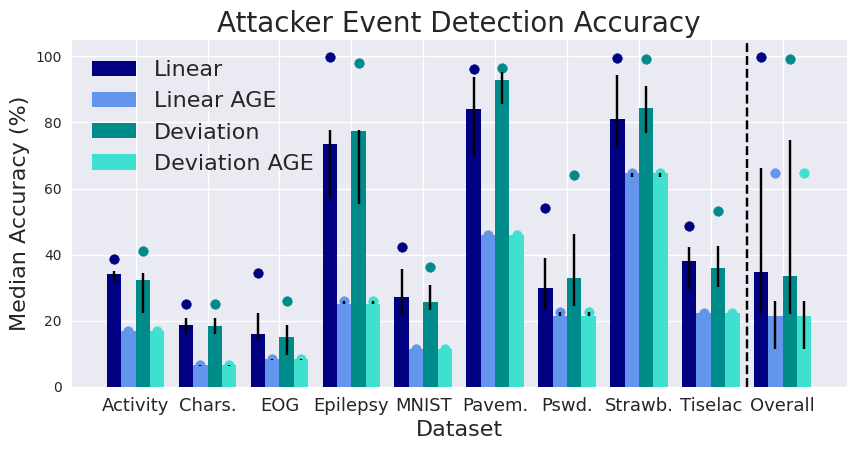 Attacker Event Detection Accuracy
Median Accuracy (%)
100
80
60
40
20
0
Linear
Linear AGE
Deviation
Deviation AGE
Activity Chars. EOG Epilepsy MNIST Pavem. Pswd. Strawb. Tiselac Overall
Dataset